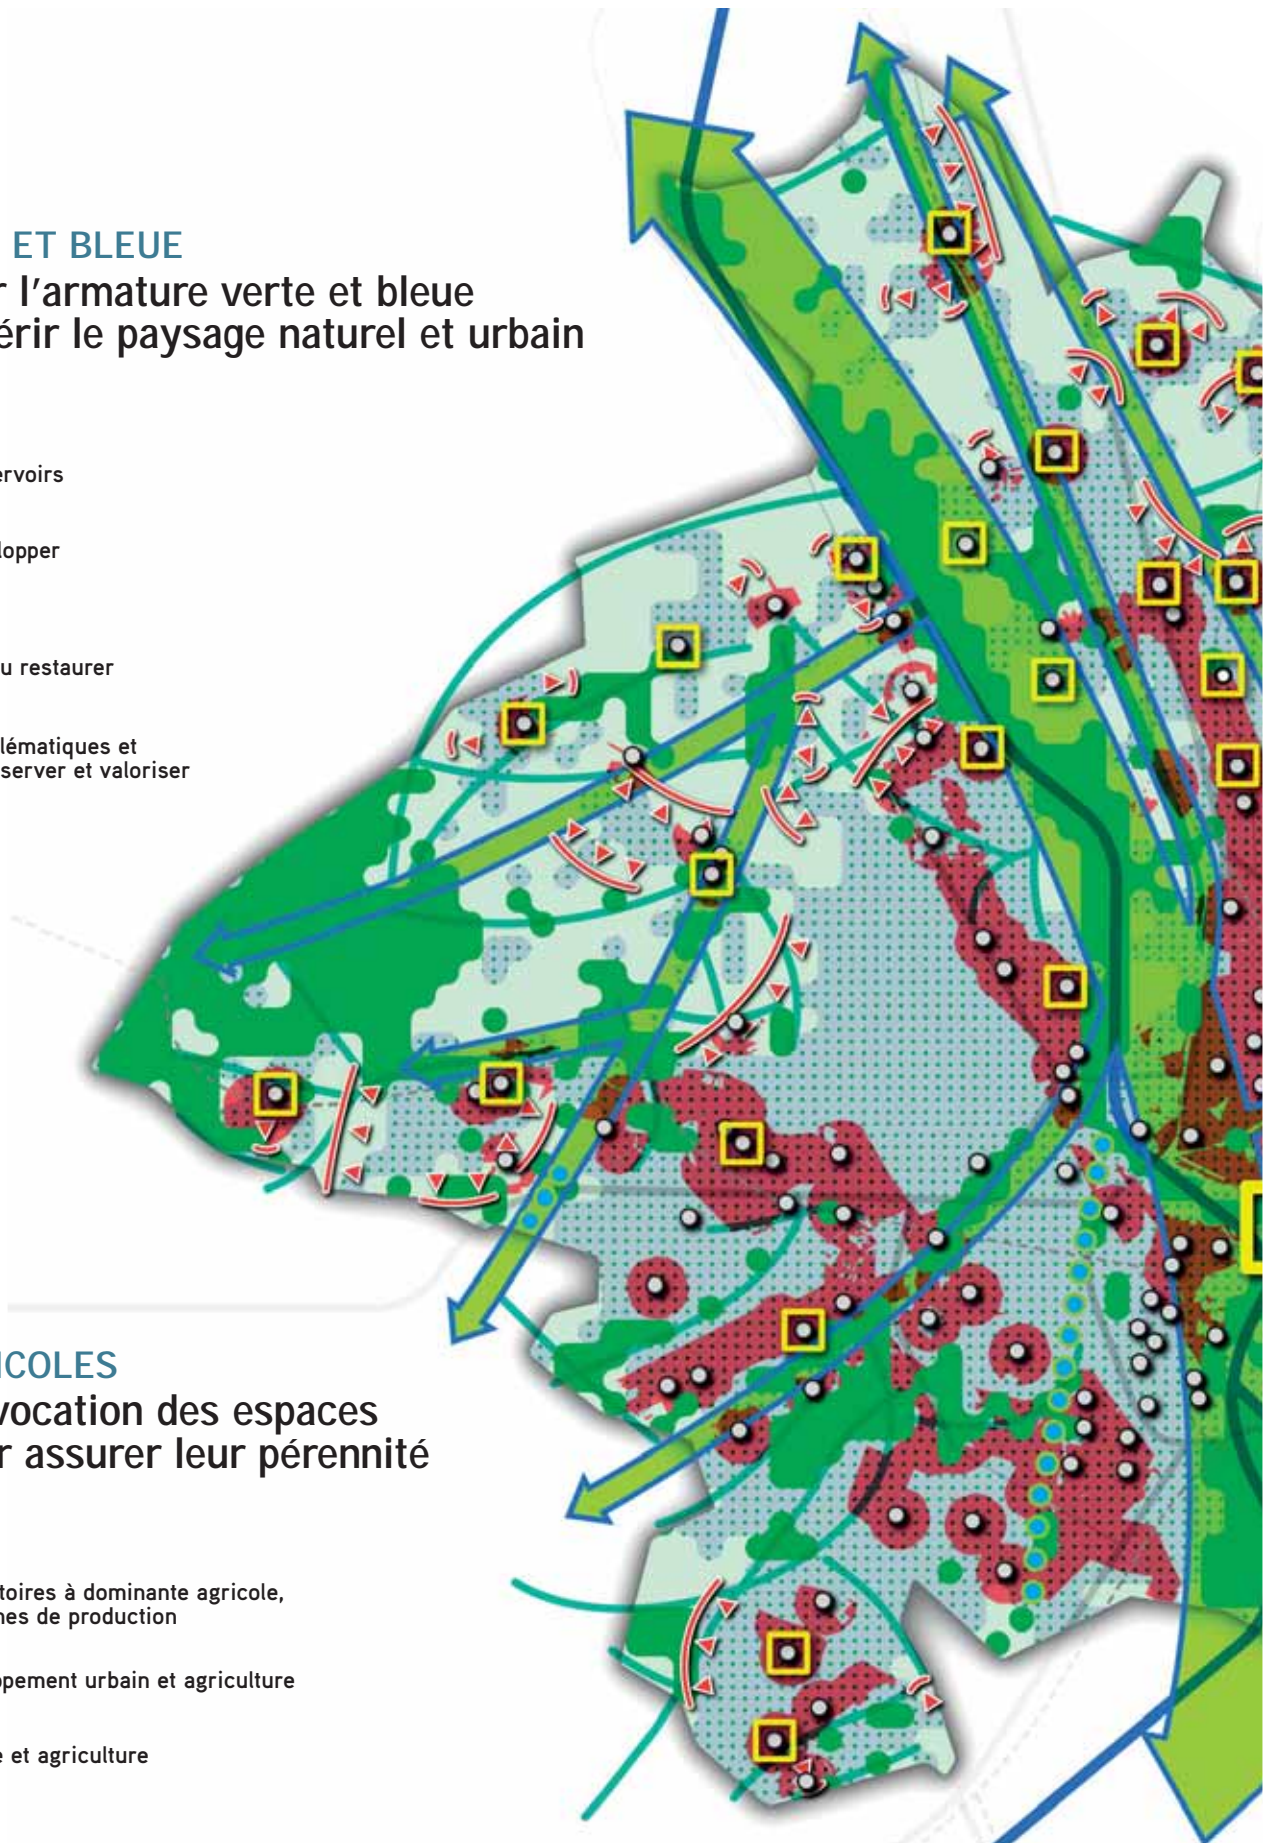 ET BLEUE
r l'armature verte et bleue
érir le paysage naturel et urbain
ervoirs
lopper
u restaurer
lématiques et
server et valoriser
ICOLES
vocation des espaces
r assurer leur pérennité
toires à dominante agricole,
nes de production
ppement urbain et agriculture
e et agriculture